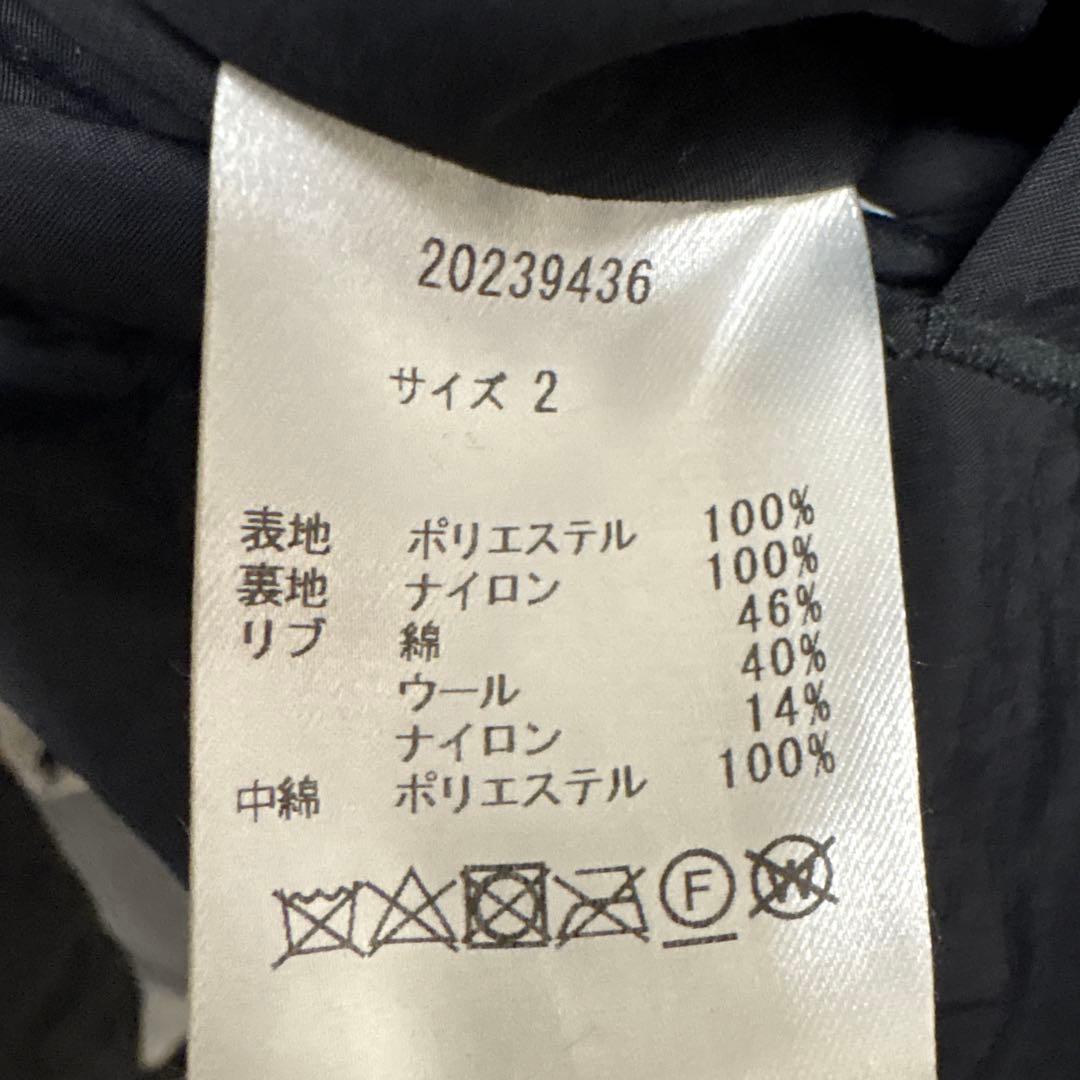 20239436
サイズ 2
表地 ポリエステル 100%
裏地 ナイロン 100%
リブ 綿 46%
ウール 40%
ナイロン 14%
中綿 ポリエステル 100%
F W